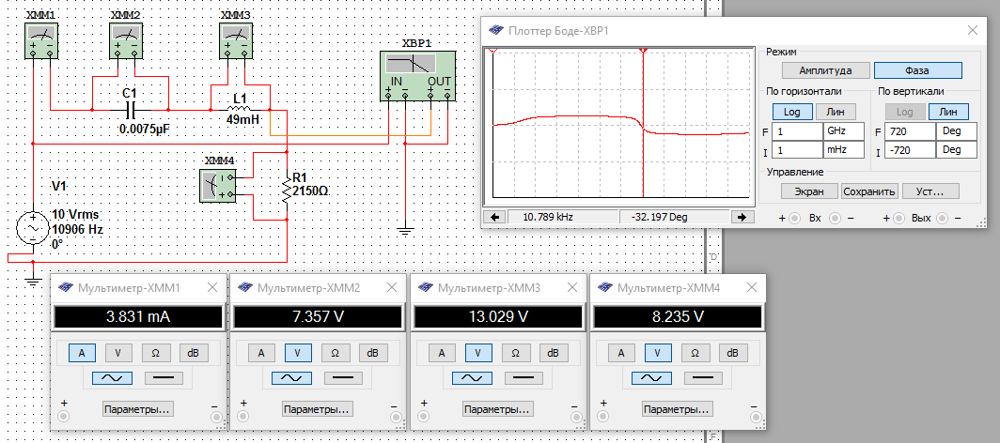 XMM1
XMM2
XMM3
XBP1
IN
OUT
C1
0.0075µF
L1
49mH
XMM4
R1
2150Ω
V1
10 Vrms
10906 Hz
0°
Плоттер Боде-XBP1
10.789 kHz
-32.197 Deg
Режим
Амплитуда
Фаза
По горизонтали
По вертикали
Log
Лин
Log
Лин
F
1
GHz
F
720
Deg
I
1
mHz
I
-720
Deg
Управление
Экран
Сохранить
Уст...
+ Вх -
+ Вых -
D
F
Мультиметр-XMM1
3.831 mA
A
V
Ω
dB
+
Параметры...
-
Мультиметр-XMM2
7.357 V
A
V
Ω
dB
+
Параметры...
-
Мультиметр-XMM3
13.029 V
A
V
Ω
dB
+
Параметры...
-
Мультиметр-XMM4
8.235 V
A
V
Ω
dB
+
Параметры...
-